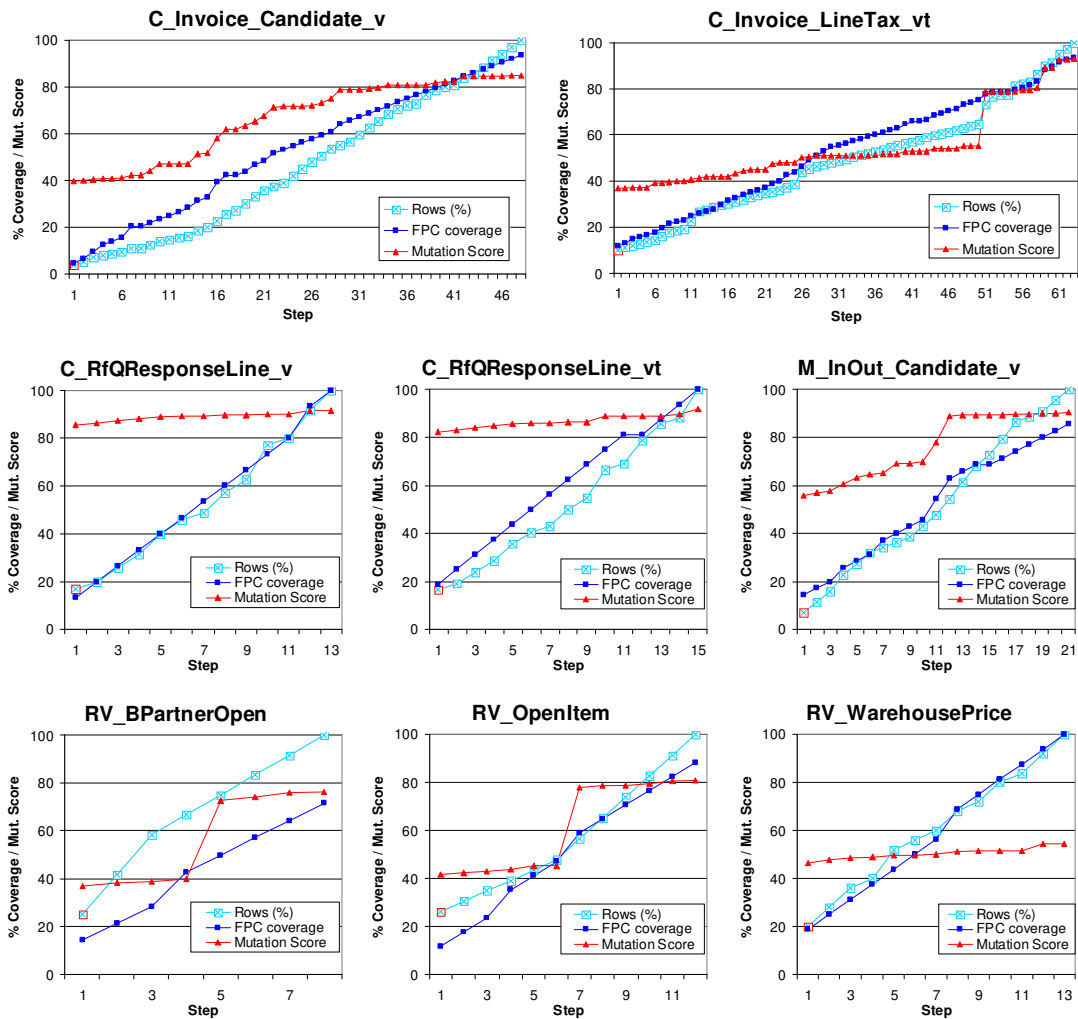 C_Invoice_Candidate_v
% Coverage / Mut. Score
100
80
60
40
20
0
Rows (%)
FPC coverage
Mutation Score
1 6 11 16 21 26 31 36 41 46
Step
C_Invoice_LineTax_vt
% Coverage / Mut. Score
100
80
60
40
20
0
Rows (%)
FPC coverage
Mutation Score
1 6 11 16 21 26 31 36 41 46 51 56 61
Step
C_RfQResponseLine_v
% Coverage / Mut. Score
100
80
60
40
20
0
Rows (%)
FPC coverage
Mutation Score
1 3 5 7 9 11 13
Step
C_RfQResponseLine_vt
% Coverage / Mut. Score
100
80
60
40
20
0
Rows (%)
FPC coverage
Mutation Score
1 3 5 7 9 11 13 15
Step
M_InOut_Candidate_v
% Coverage / Mut. Score
100
80
60
40
20
0
Rows (%)
FPC coverage
Mutation Score
1 3 5 7 9 11 13 15 17 19 21
Step
RV_BPartnerOpen
% Coverage / Mut. Score
100
80
60
40
20
0
Rows (%)
FPC coverage
Mutation Score
1 3 5 7
Step
RV_OpenItem
% Coverage / Mut. Score
100
80
60
40
20
0
Rows (%)
FPC coverage
Mutation Score
1 3 5 7 9 11
Step
RV_WarehousePrice
% Coverage / Mut. Score
100
80
60
40
20
0
Rows (%)
FPC coverage
Mutation Score
1 3 5 7 9 11 13
Step